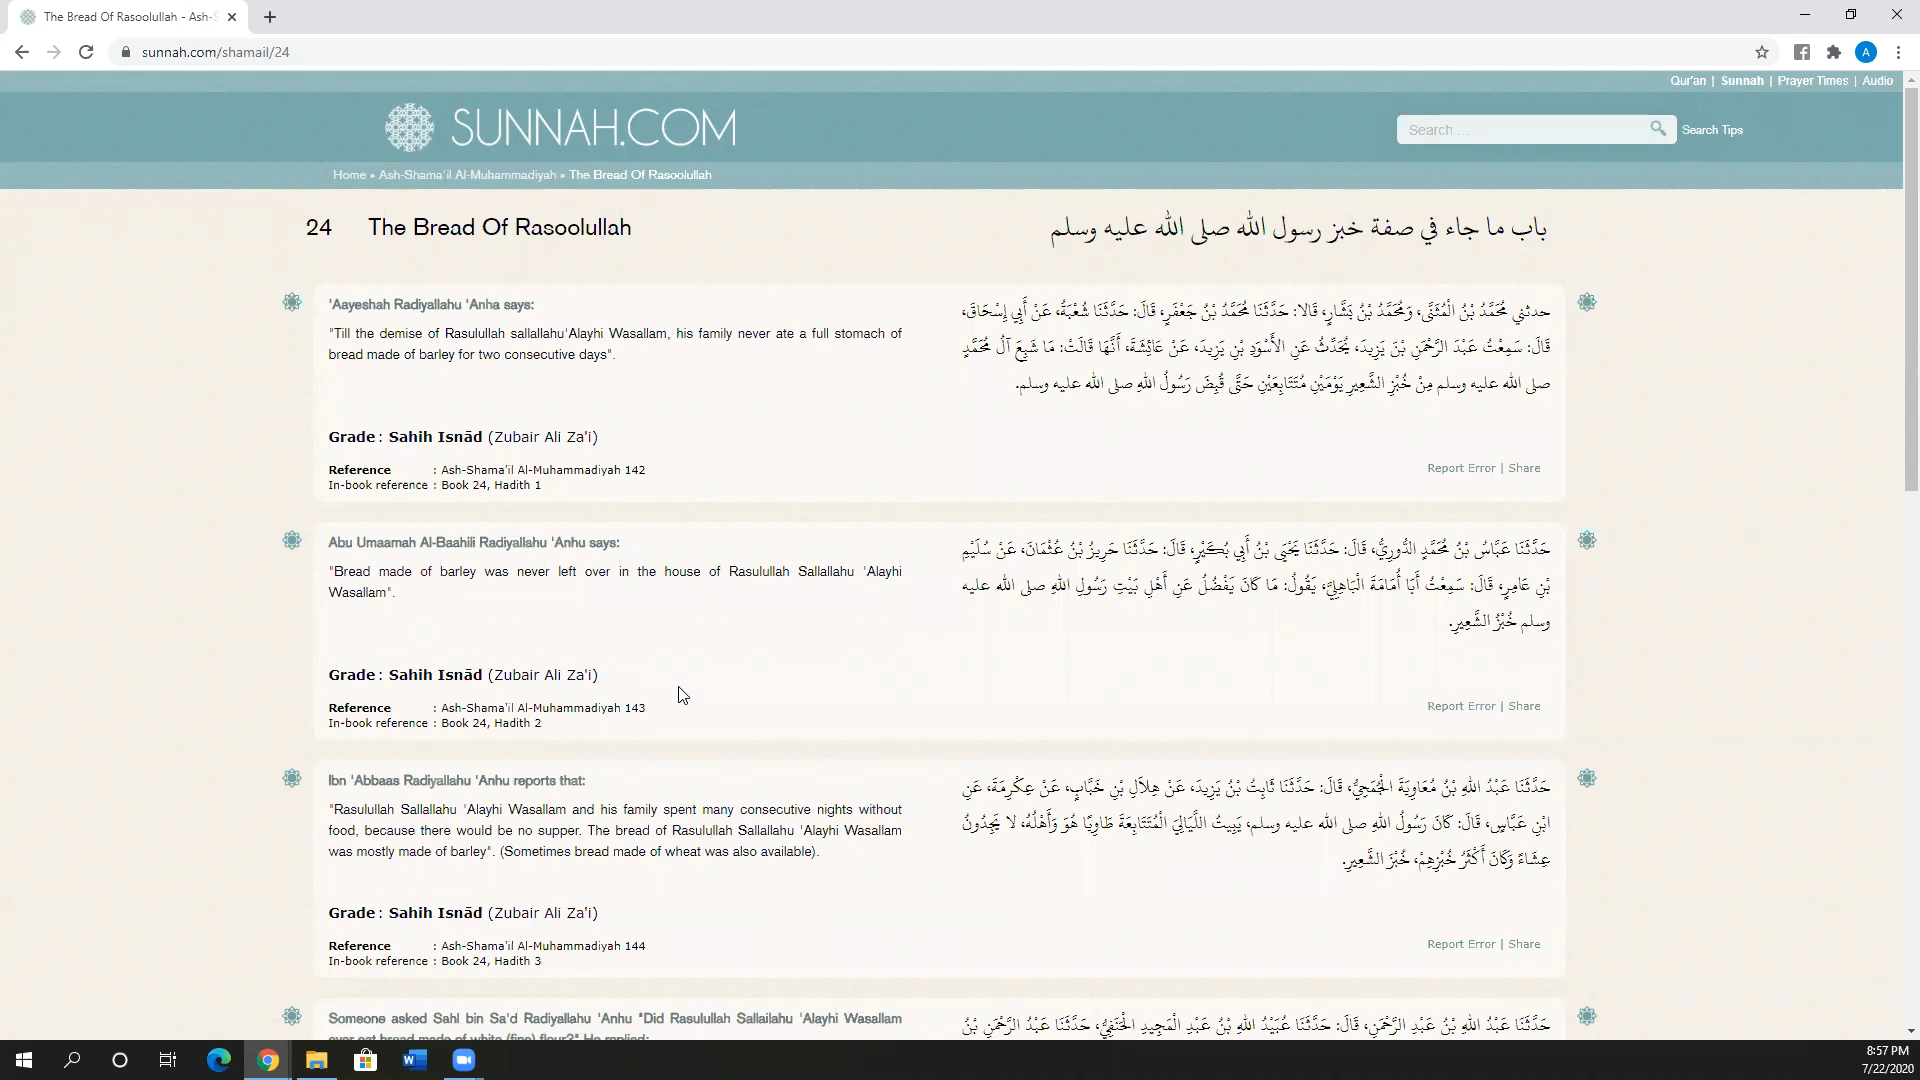 The Bread Of Rasoolullah - Ash-S
sunnah.com/shamail/24
A
Qur'an | Sunnah | Prayer Times | Audio
SUNNAH.COM
Search ...
Search Tips
Home » Ash-Shama'il Al-Muhammadiyah » The Bread Of Rasoolullah
24 The Bread Of Rasoolullah
باب ما جاء في صفة خبز رسول الله صلى الله عليه وسلم
'Aayeshah Radiyallahu 'Anha says:
"Till the demise of Rasulullah sallallahu'Alayhi Wasallam, his family never ate a full stomach of
bread made of barley for two consecutive days".
حدثني مُحَمَّدُ بْنُ الْمُثَنَّى، وَمُحَمَّدُ بْنُ بَشَّارٍ، قَالا: حَدَّثَنَا مُحَمَّدُ بْنُ جَعْفَرٍ، قَالَ: حَدَّثَنَا شُعْبَةُ، عَنْ أَبِي إِسْحَاقَ،
قَالَ: سَمِعْتُ عَبْدَ الرَّحْمَنِ بْنَ يَزِيدَ، يُحَدِّثُ عَنِ الأَسْوَدِ بْنِ يَزِيدَ، عَنْ عَائِشَةَ، أَنَّهَا قَالَتْ: مَا شَبِعَ آلُ مُحَمَّدٍ
صلى الله عليه وسلم مِنْ خُبْزِ الشَّعِيرِ يَوْمَيْنِ مُتَتَابِعَيْنِ حَتَّى قُبِضَ رَسُولُ اللهِ صلى الله عليه وسلم.
Grade : Sahih Isnād (Zubair Ali Za'i)
Reference : Ash-Shama'il Al-Muhammadiyah 142
In-book reference : Book 24, Hadith 1
Report Error | Share
Abu Umaamah Al-Baahili Radiyallahu 'Anhu says:
"Bread made of barley was never left over in the house of Rasulullah Sallallahu 'Alayhi
Wasallam".
حَدَّثَنَا عَبَّاسُ بْنُ مُحَمَّدٍ الدُّورِيُّ، قَالَ: حَدَّثَنَا يَحْيَى بْنُ أَبِي بُكَيْرٍ، قَالَ: حَدَّثَنَا حَرِيزُ بْنُ عُثْمَانَ، عَنْ سُلَيْمِ
بْنِ عَامِرٍ، قَالَ: سَمِعْتُ أَبَا أُمَامَةَ الْبَاهِلِيَّ، يَقُولُ: مَا كَانَ يَفْضُلُ عَنِ أَهْلِ بَيْتِ رَسُولِ اللهِ صلى الله عليه
وسلم خُبْزُ الشَّعِيرِ.
Grade : Sahih Isnād (Zubair Ali Za'i)
Reference : Ash-Shama'il Al-Muhammadiyah 143
In-book reference : Book 24, Hadith 2
Report Error | Share
Ibn 'Abbaas Radiyallahu 'Anhu reports that:
"Rasulullah Sallallahu 'Alayhi Wasallam and his family spent many consecutive nights without
food, because there would be no supper. The bread of Rasulullah Sallallahu 'Alayhi Wasallam
was mostly made of barley". (Sometimes bread made of wheat was also available).
حَدَّثَنَا عَبْدُ اللهِ بْنُ مُعَاوِيَةَ الْجُمَحِيُّ، قَالَ: حَدَّثَنَا ثَابِتُ بْنُ يَزِيدَ، عَنْ هِلاَلِ بْنِ خَبَّابٍ، عَنْ عِكْرِمَةَ، عَنِ
ابْنِ عَبَّاسٍ، قَالَ: كَانَ رَسُولُ اللهِ صلى الله عليه وسلم، يَبِيتُ اللَّيَالِيَ الْمُتَتَابِعَةَ طَاوِيًا هُوَ وَأَهْلُهُ، لا يَجِدُونَ
عِشَاءً وَكَانَ أَكْثَرُ خُبْزِهِمْ، خُبْزَ الشَّعِيرِ.
Grade : Sahih Isnād (Zubair Ali Za'i)
Reference : Ash-Shama'il Al-Muhammadiyah 144
In-book reference : Book 24, Hadith 3
Report Error | Share
Someone asked Sahl bin Sa'd Radiyallahu 'Anhu "Did Rasulullah Sallailahu 'Alayhi Wasallam
ever eat bread made of white (fine) flour?" He replied:
حَدَّثَنَا عَبْدُ اللهِ بْنُ عَبْدِ الرَّحْمَنِ، قَالَ: حَدَّثَنَا عُبَيْدُ اللهِ بْنُ عَبْدِ الْمَجِيدِ الْحَنَفِيُّ، حَدَّثَنَا عَبْدُ الرَّحْمَنِ بْنُ
8:57 PM
7/22/2020